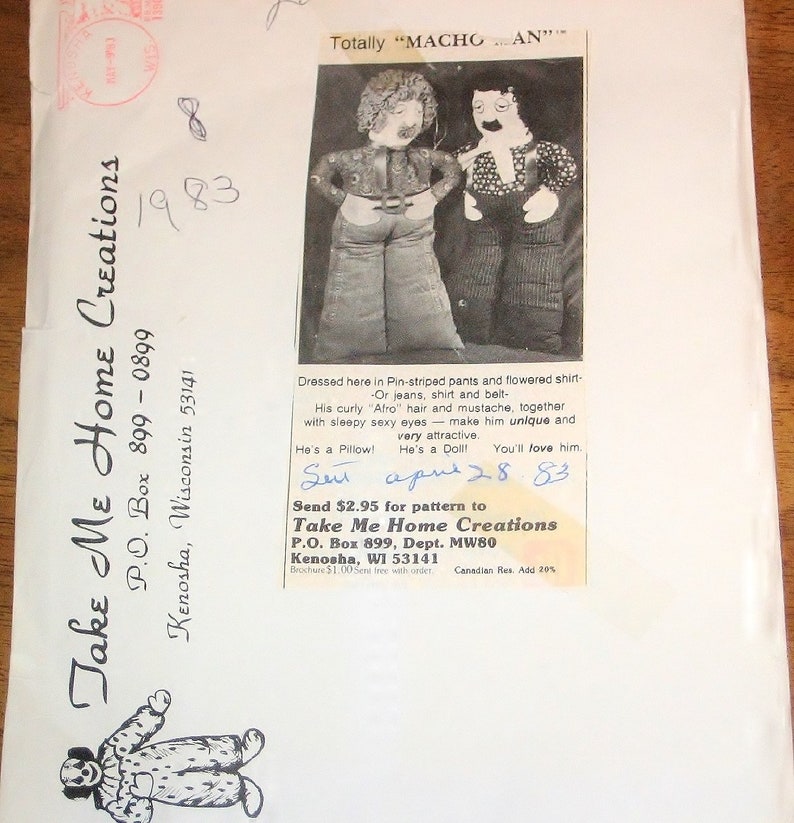 KENOSHA WIS
1983
Take Me Home Creations
P.O. Box 899-0899
Kenosha, Wisconsin 53141
Totally "MACHO AN"™
Dressed here in Pin-striped pants and flowered shirt-
-Or jeans, shirt and belt-
His curly "Afro" hair and mustache, together
with sleepy sexy eyes — make him unique and
very attractive.
He's a Pillow! He's a Doll! You'll love him.
Sent april 28. 83
Send $2.95 for pattern to
Take Me Home Creations
P.O. Box 899, Dept. MW80
Kenosha, WI 53141
Brochure $1.00 Sent free with order. Canadian Res. Add 20%